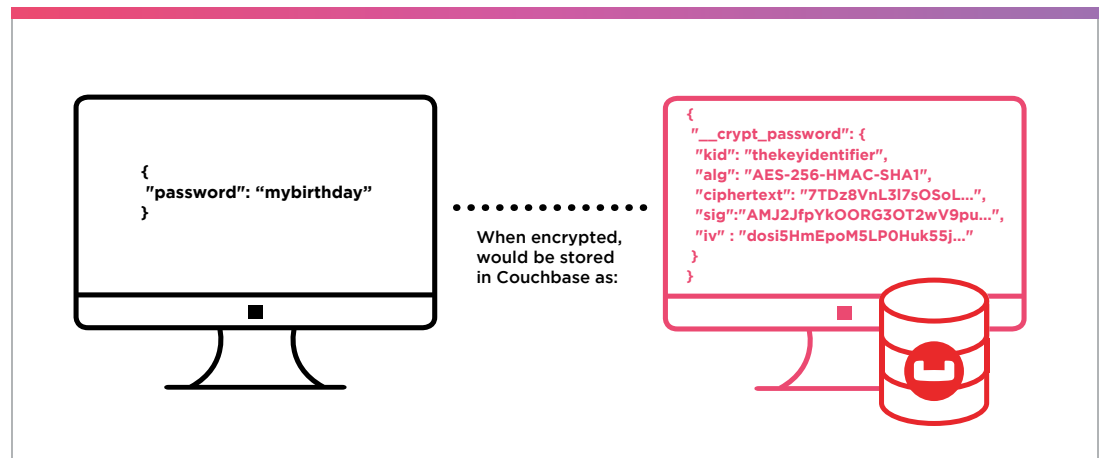 {
"password": “mybirthday”
}
When encrypted,
would be stored
in Couchbase as:
{
"__crypt_password": {
"kid": "thekeyidentifier",
"alg": "AES-256-HMAC-SHA1",
"ciphertext": "7TDz8VnL3l7sOSoL...",
"sig":"AMJ2JfpYkOORG3OT2wV9pu...",
"iv" : "dosi5HmEpoM5LP0Huk55j..."
}
}